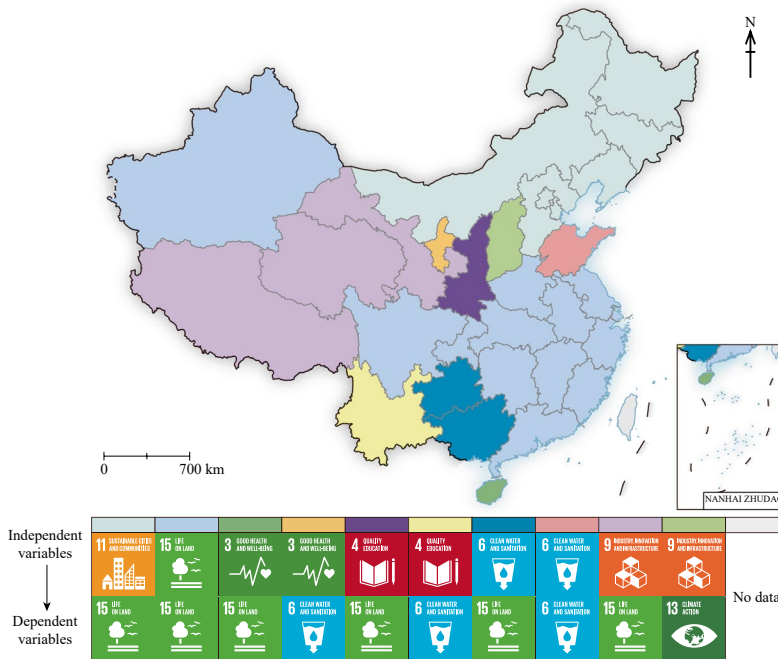 N
0 700 km
NANHAI ZHUDAO
Independent
variables
Dependent
variables
11 SUSTAINABLE CITIES
AND COMMUNITIES
15 LIFE
ON LAND
3 GOOD HEALTH
AND WELL-BEING
3 GOOD HEALTH
AND WELL-BEING
4 QUALITY
EDUCATION
4 QUALITY
EDUCATION
6 CLEAN WATER
AND SANITATION
6 CLEAN WATER
AND SANITATION
9 INDUSTRY, INNOVATION
AND INFRASTRUCTURE
9 INDUSTRY, INNOVATION
AND INFRASTRUCTURE
No data
15 LIFE
ON LAND
15 LIFE
ON LAND
15 LIFE
ON LAND
6 CLEAN WATER
AND SANITATION
15 LIFE
ON LAND
6 CLEAN WATER
AND SANITATION
15 LIFE
ON LAND
6 CLEAN WATER
AND SANITATION
15 LIFE
ON LAND
13 CLIMATE
ACTION